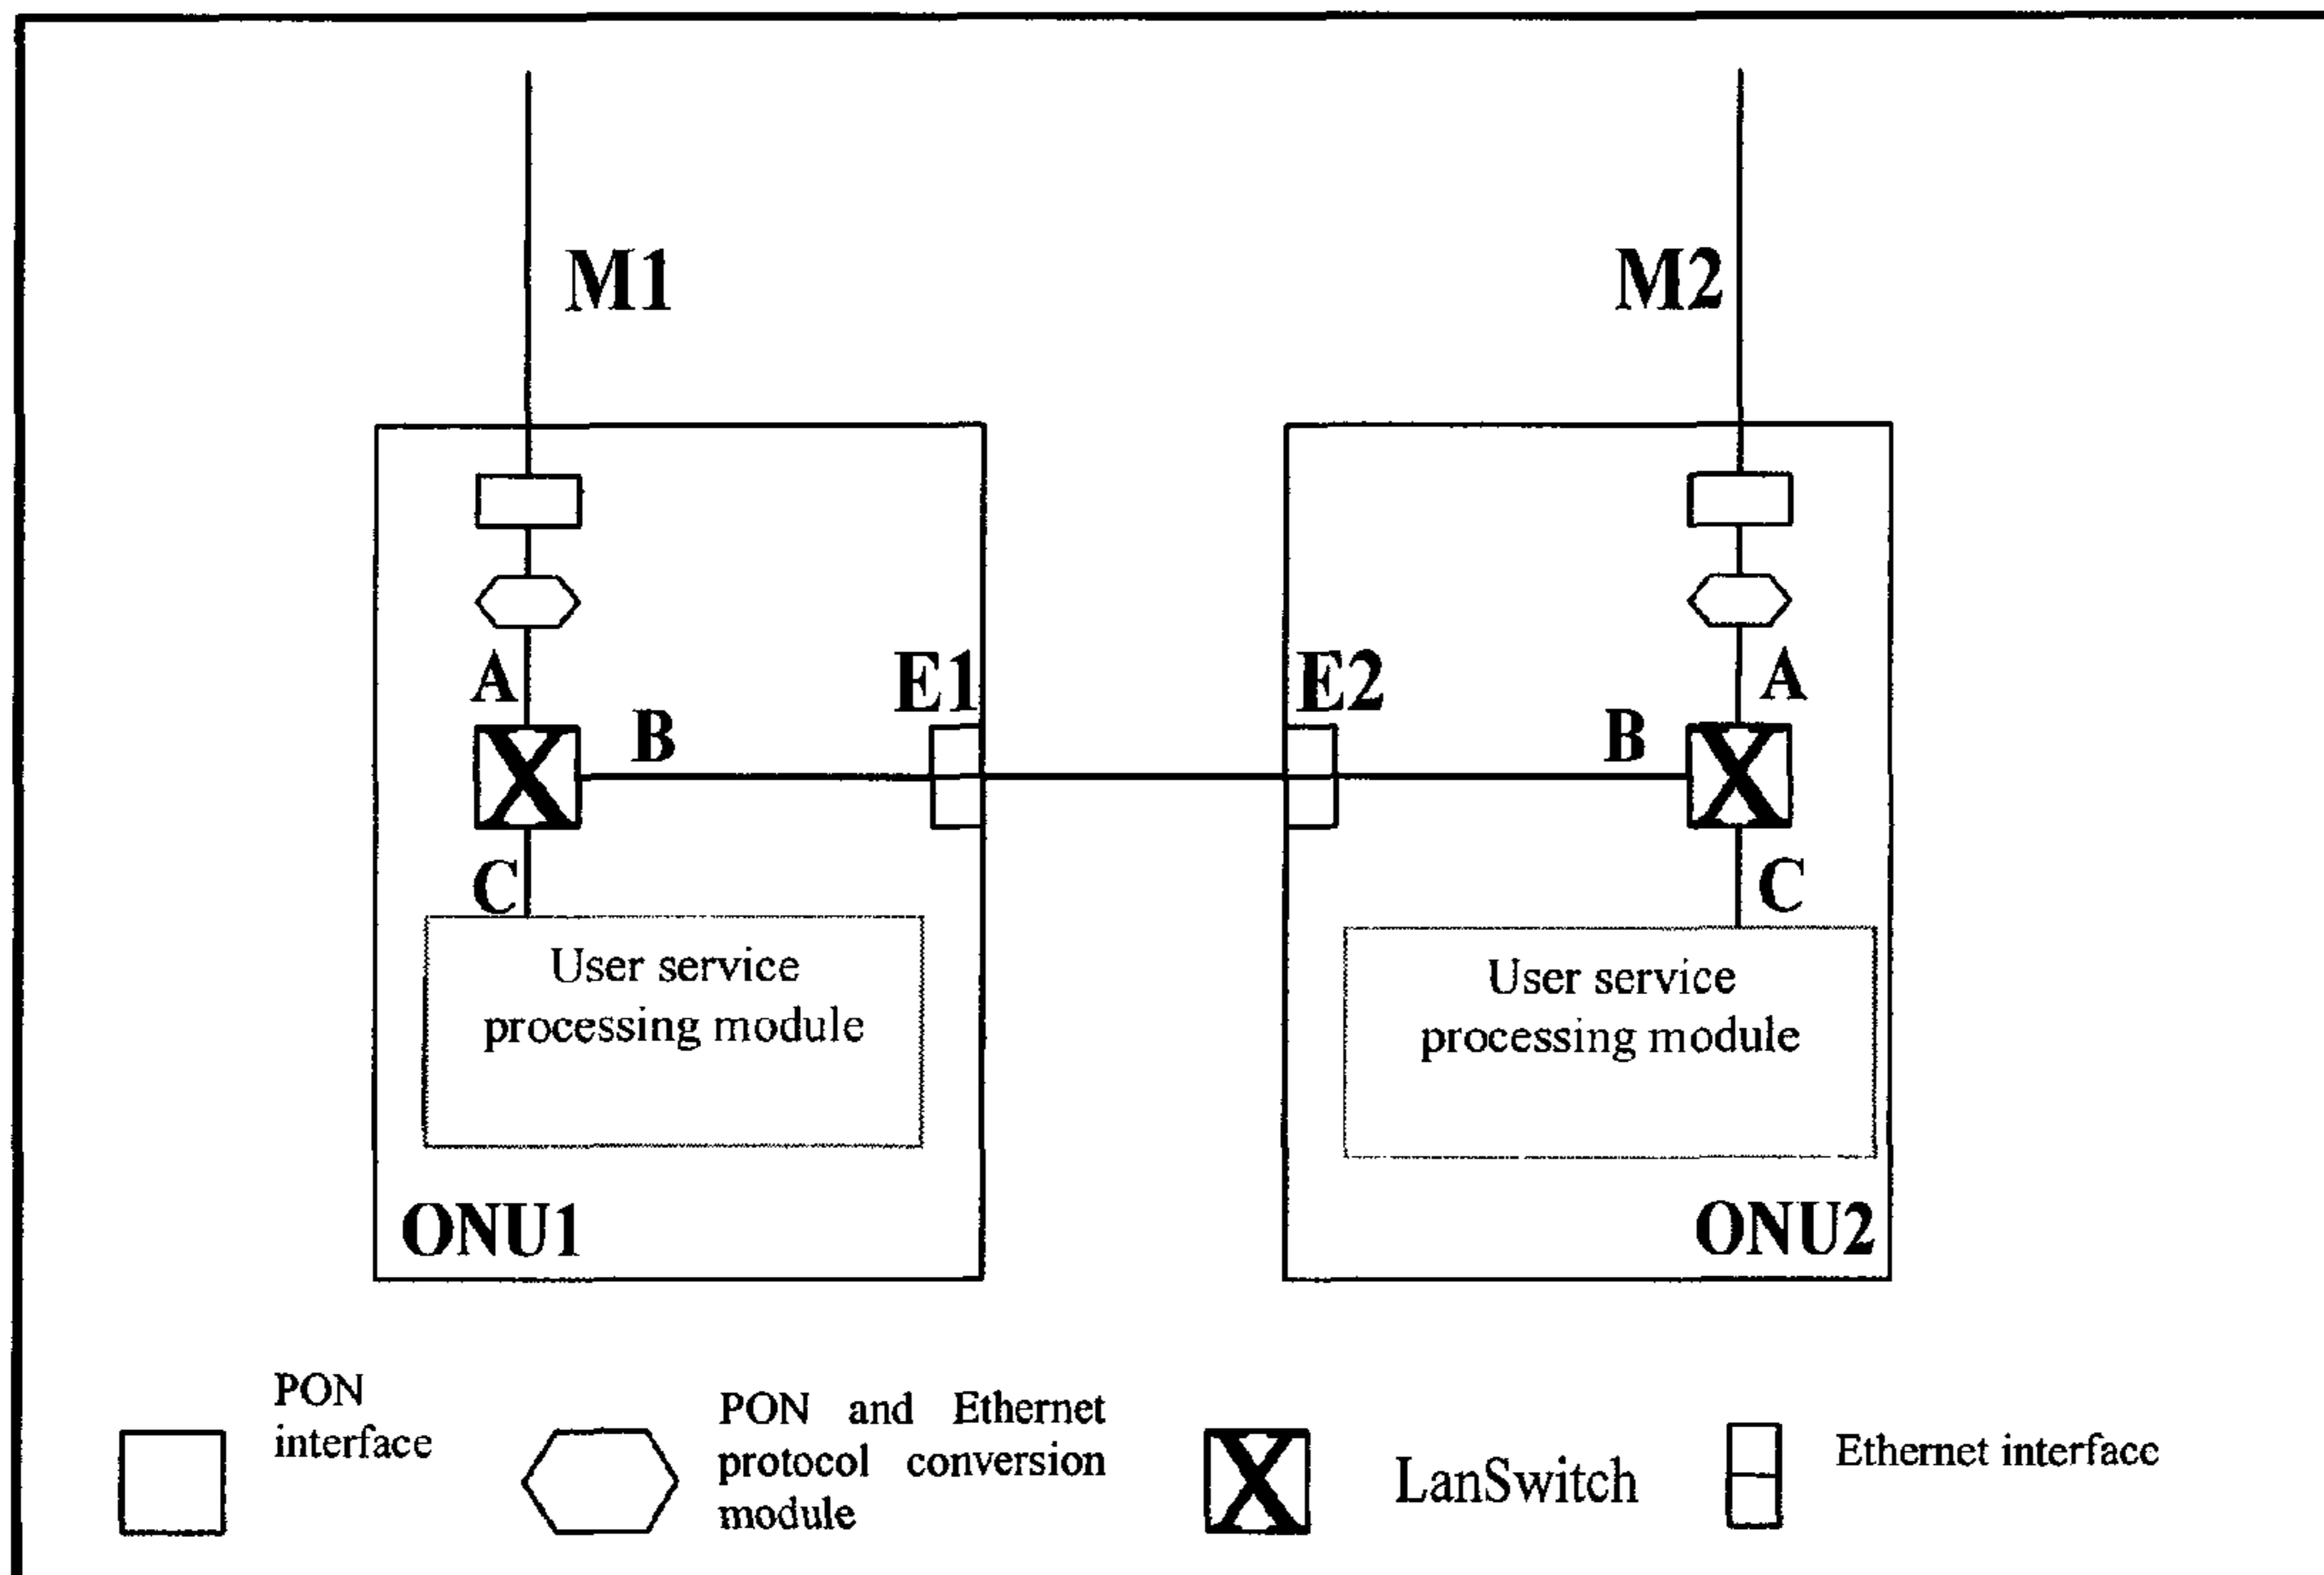 M1
M2
E1
E2
A
A
B
B
C
C
User service
processing module
User service
processing module
ONU1
ONU2
PON
interface
PON and Ethernet
protocol conversion
module
LanSwitch
Ethernet interface